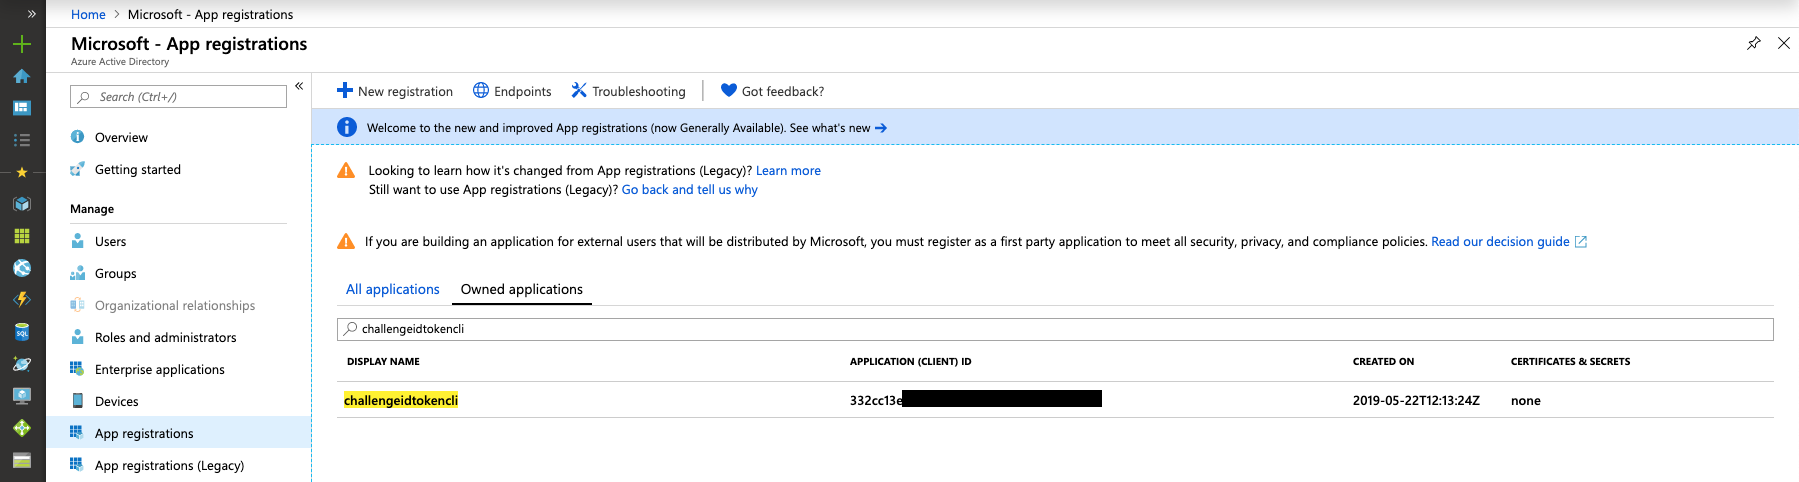 Home > Microsoft - App registrations
Microsoft - App registrations
Azure Active Directory
Search (Ctrl+/)
Overview
Getting started
Manage
Users
Groups
Organizational relationships
Roles and administrators
Enterprise applications
Devices
App registrations
App registrations (Legacy)
New registration Endpoints Troubleshooting Got feedback?
Welcome to the new and improved App registrations (now Generally Available). See what's new →
Looking to learn how it's changed from App registrations (Legacy)? Learn more
Still want to use App registrations (Legacy)? Go back and tell us why
If you are building an application for external users that will be distributed by Microsoft, you must register as a first party application to meet all security, privacy, and compliance policies. Read our decision guide
All applications Owned applications
challengeidtokencli
DISPLAY NAME APPLICATION (CLIENT) ID CREATED ON CERTIFICATES & SECRETS
challengeidtokencli 332cc13e 2019-05-22T12:13:24Z none
SQL